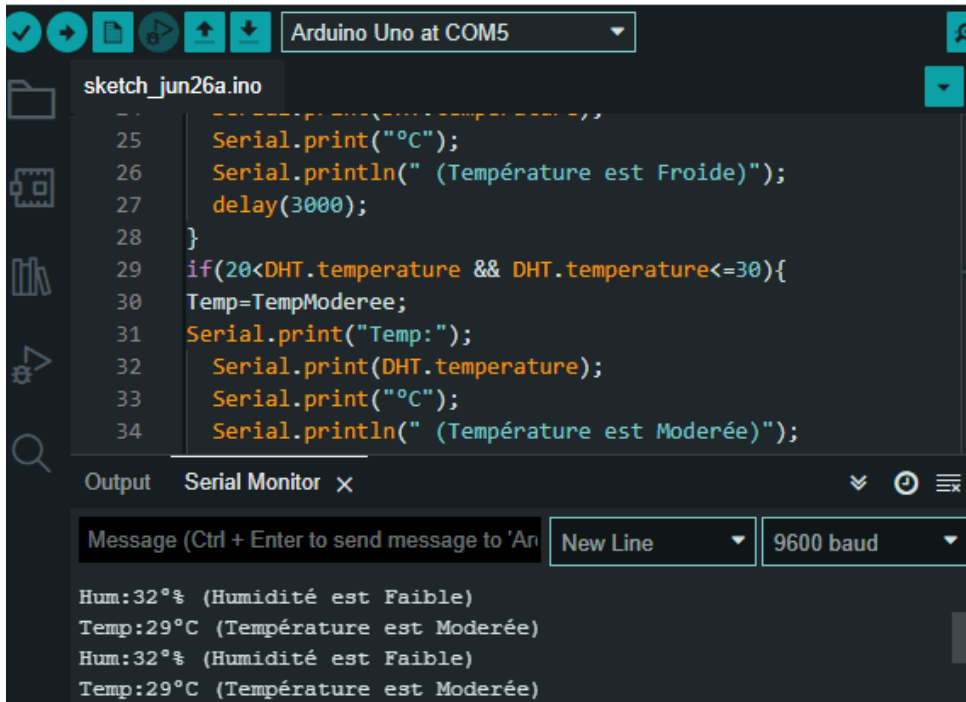 Arduino Uno at COM5
sketch_jun26a.ino
25 Serial.print("°C");
26 Serial.println(" (Température est Froide)");
27 delay(3000);
28 }
29 if(20<DHT.temperature && DHT.temperature<=30){
30 Temp=TempModeree;
31 Serial.print("Temp:");
32 Serial.print(DHT.temperature);
33 Serial.print("°C");
34 Serial.println(" (Température est Moderée)");
Output Serial Monitor
Message (Ctrl + Enter to send message to 'Ar
New Line
9600 baud
Hum:32°% (Humidité est Faible)
Temp:29°C (Température est Moderée)
Hum:32°% (Humidité est Faible)
Temp:29°C (Température est Moderée)